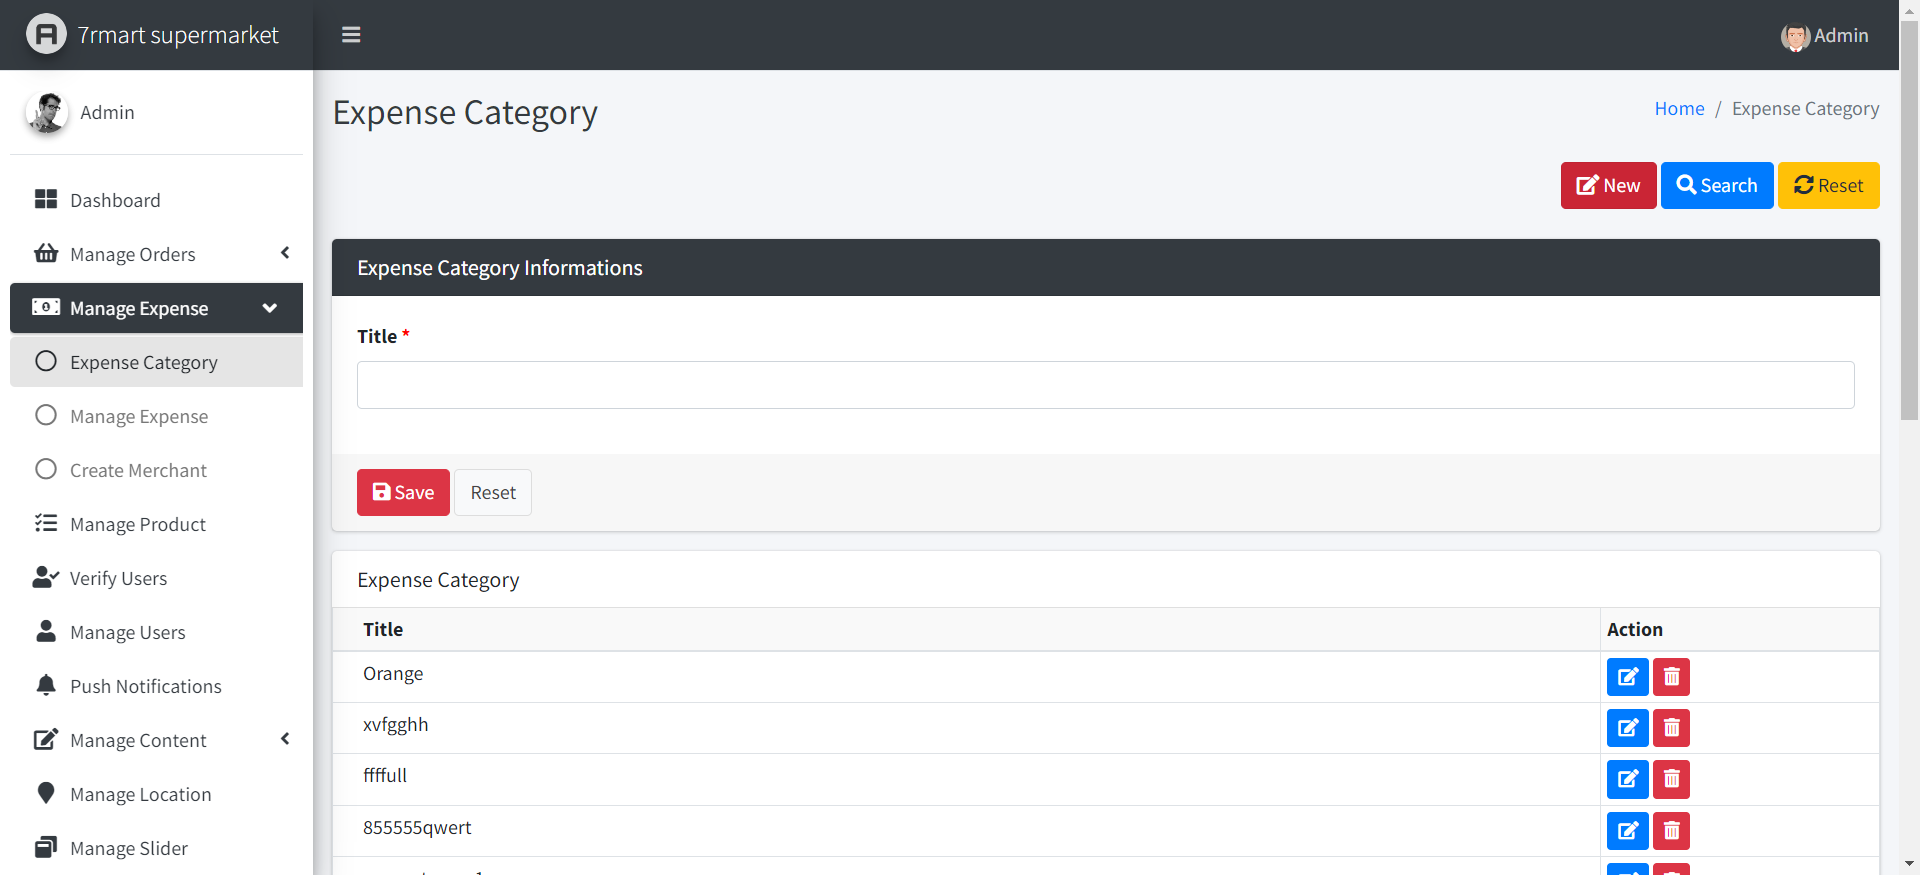 7rmart supermarket
Admin
Admin
Dashboard
Manage Orders
Manage Expense
Expense Category
Manage Expense
Create Merchant
Manage Product
Verify Users
Manage Users
Push Notifications
Manage Content
Manage Location
Manage Slider
Expense Category
Home / Expense Category
New Search Reset
Expense Category Informations
Title *
Save Reset
Expense Category
Title Action
Orange
xvfgghh
ffffull
855555qwert